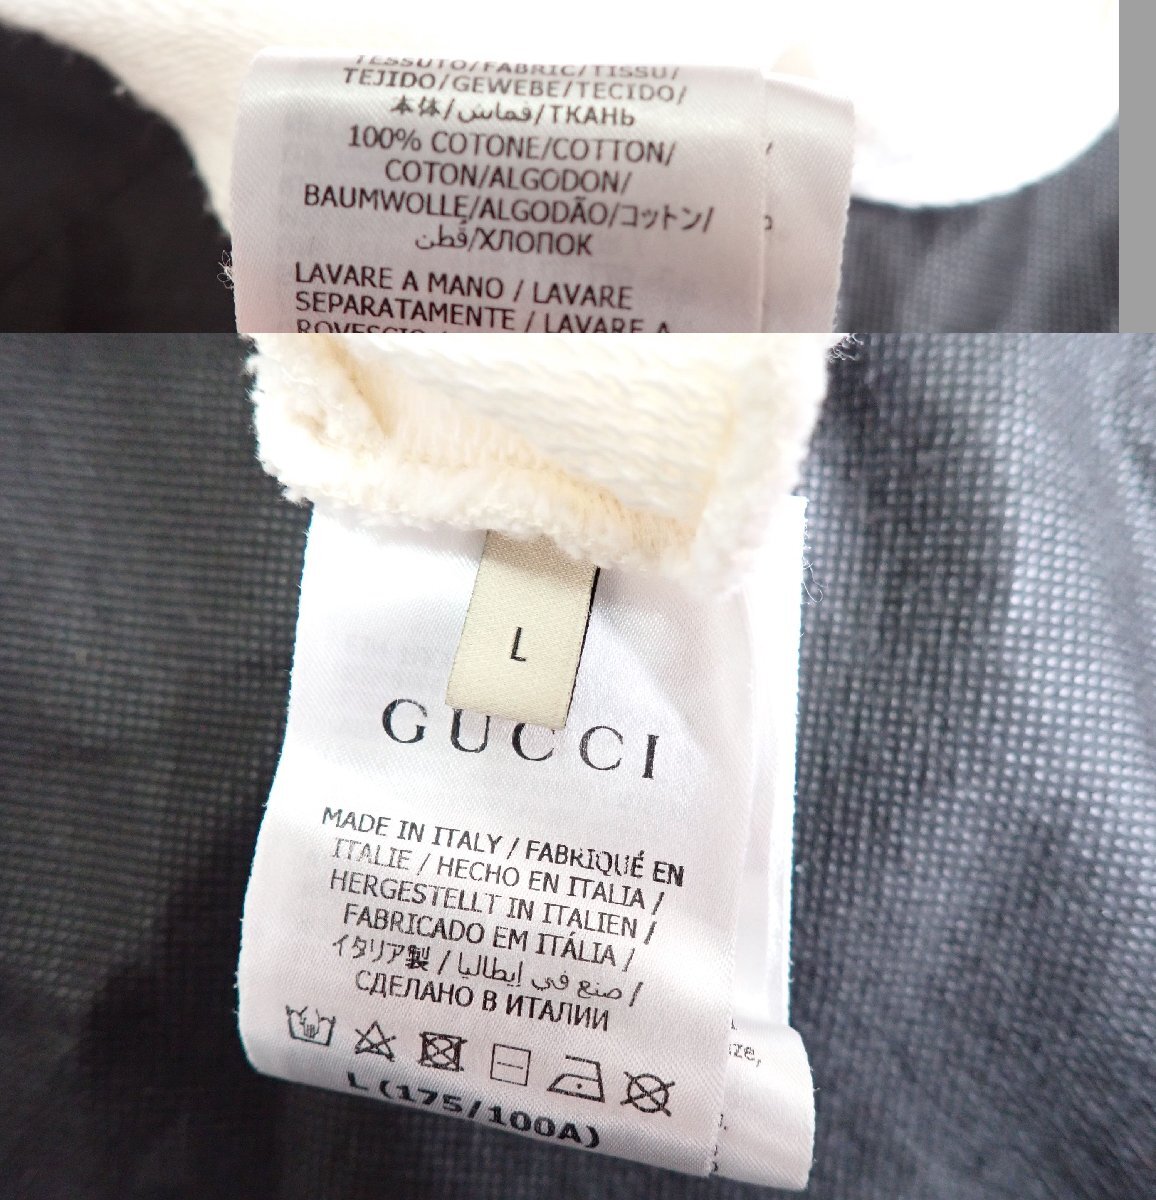 TESSUTO/FABRIC/TISSU/
TEJIDO/GEWEBE/TECIDO/
本体/قماش/ТКАНЬ
100% COTONE/COTTON/
COTON/ALGODON/
BAUMWOLLE/ALGODÃO/コットン/
قطن/ХЛОПОК
LAVARE A MANO / LAVARE
SEPARATAMENTE / LAVARE A
ROVESCIO /
L
GUCCI
MADE IN ITALY / FABRIQUÉ EN
ITALIE / HECHO EN ITALIA /
HERGESTELLT IN ITALIEN /
FABRICADO EM ITÁLIA /
イタリア製 / صنع في إيطاليا /
СДЕЛАНО В ИТАЛИИ
L (175/100A)